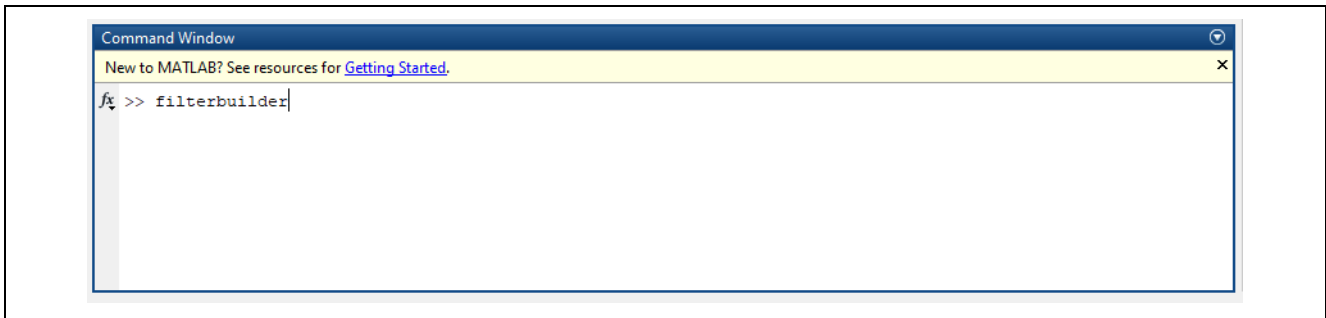 Command Window
New to MATLAB? See resources for Getting Started.
fx >> filterbuilder